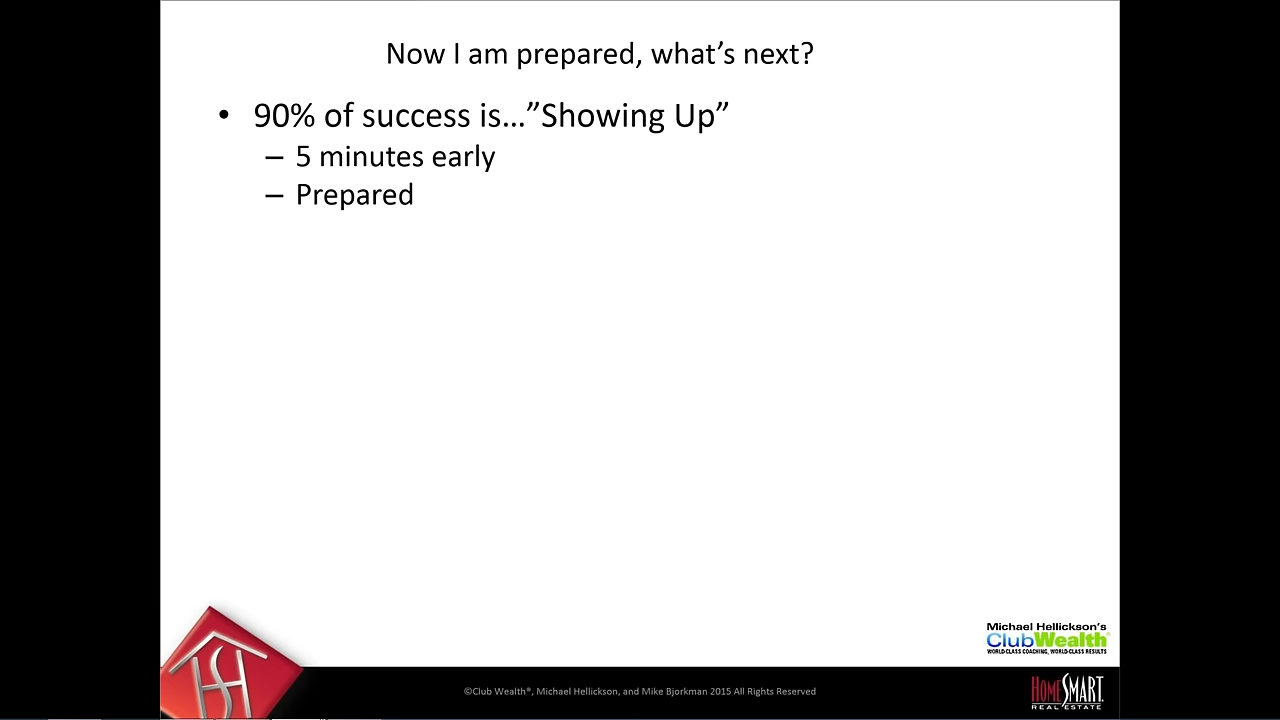 Now I am prepared, what’s next?
• 90% of success is…”Showing Up”
– 5 minutes early
– Prepared
Michael Hellickson's
ClubWealth®
WORLD-CLASS COACHING, WORLD-CLASS RESULTS
©Club Wealth®, Michael Hellickson, and Mike Bjorkman 2015 All Rights Reserved
HOMESMART
REAL ESTATE
HS